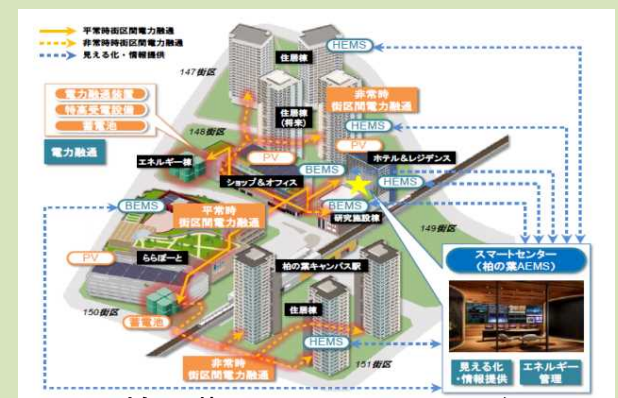 平常時街区間電力融通
非常時時街区間電力融通
見える化・情報提供
147街区
住居棟
HEMS
電力融通装置
特高受電設備
蓄電池
電力融通
148街区
住居棟
(将来)
非常時
街区間電力融通
HEMS
エネルギー棟
PV
PV
ホテル&レジデンス
ショップ&オフィス
BEMS
HEMS
BEMS
BEMS
研究施設棟
平常時
街区間電力融通
149街区
PV
ららぽーと
柏の葉キャンパス駅
スマートセンター
(柏の葉AEMS)
150街区
蓄電池
住居棟
HEMS
非常時
街区間電力融通
151街区
見える化
・情報提供
エネルギー
管理